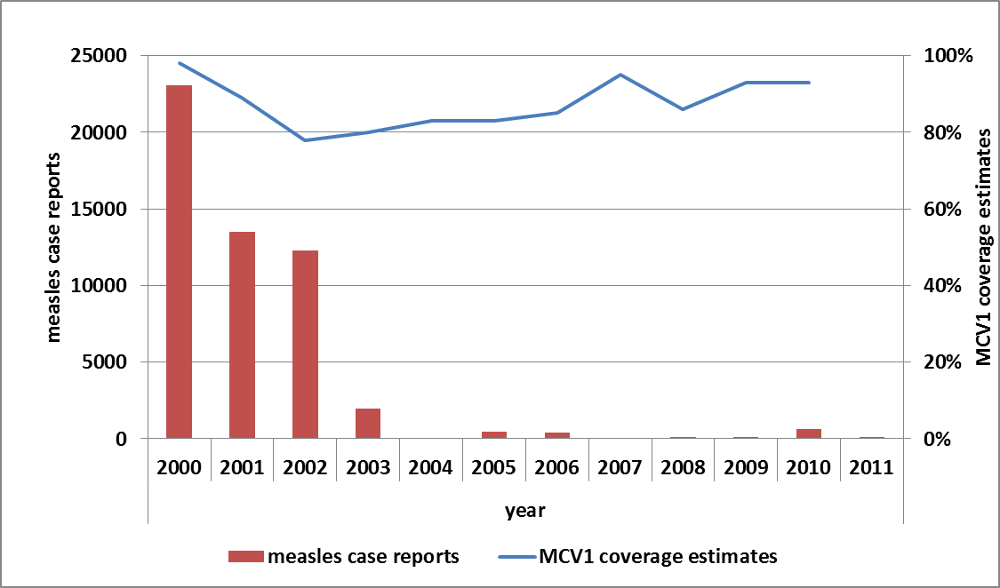 25000
20000
15000
10000
5000
0
measles case reports
100%
80%
60%
40%
20%
0%
MCV1 coverage estimates
2000 2001 2002 2003 2004 2005 2006 2007 2008 2009 2010 2011
year
measles case reports MCV1 coverage estimates